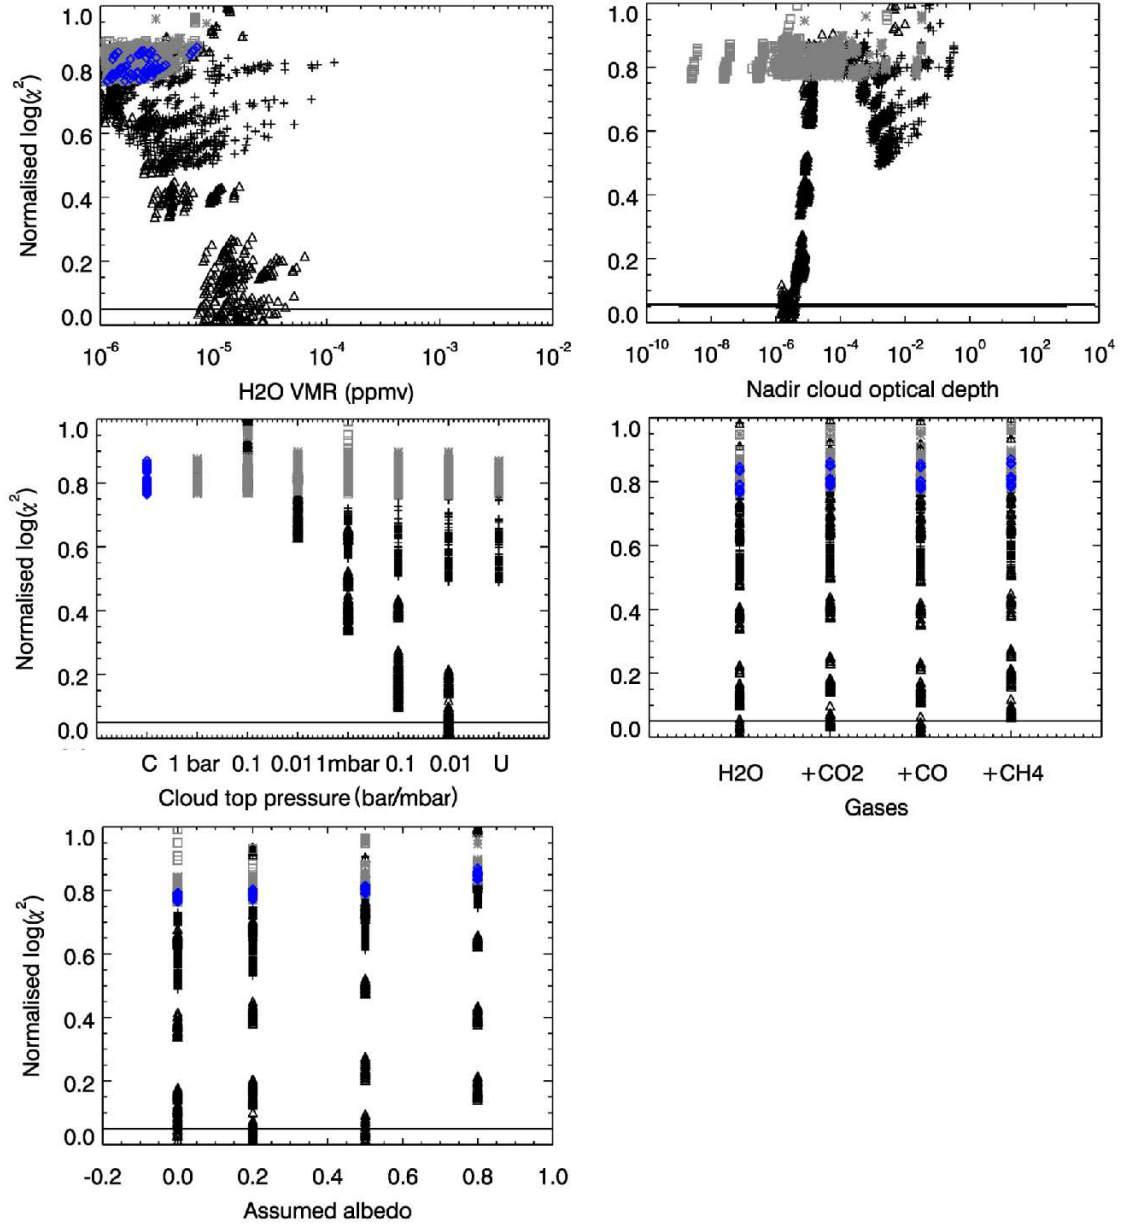 1.0
0.8
0.6
0.4
0.2
0.0
Normalised log(χ²)
10⁻⁶ 10⁻⁵ 10⁻⁴ 10⁻³ 10⁻²
H2O VMR (ppmv)
1.0
0.8
0.6
0.4
0.2
0.0
Normalised log(χ²)
10⁻¹⁰ 10⁻⁸ 10⁻⁶ 10⁻⁴ 10⁻² 10⁰ 10² 10⁴
Nadir cloud optical depth
1.0
0.8
0.6
0.4
0.2
0.0
Normalised log(χ²)
C 1 bar 0.1 0.01 1mbar 0.1 0.01 U
Cloud top pressure (bar/mbar)
1.0
0.8
0.6
0.4
0.2
0.0
Normalised log(χ²)
H2O +CO2 +CO +CH4
Gases
1.0
0.8
0.6
0.4
0.2
0.0
Normalised log(χ²)
-0.2 0.0 0.2 0.4 0.6 0.8 1.0
Assumed albedo